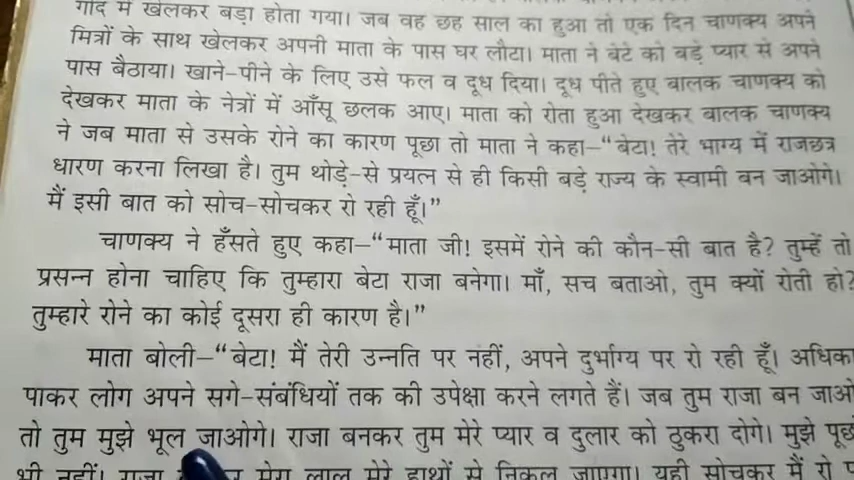 गोद में खेलकर बड़ा होता गया। जब वह छह साल का हुआ तो एक दिन चाणक्य अपने
मित्रों के साथ खेलकर अपनी माता के पास घर लौटा। माता ने बेटे को बड़े प्यार से अपने
पास बैठाया। खाने-पीने के लिए उसे फल व दूध दिया। दूध पीते हुए बालक चाणक्य को
देखकर माता के नेत्रों में आँसू छलक आए। माता को रोता हुआ देखकर बालक चाणक्य
ने जब माता से उसके रोने का कारण पूछा तो माता ने कहा–“बेटा! तेरे भाग्य में राजछत्र
धारण करना लिखा है। तुम थोड़े-से प्रयत्न से ही किसी बड़े राज्य के स्वामी बन जाओगे।
मैं इसी बात को सोच-सोचकर रो रही हूँ।”
चाणक्य ने हँसते हुए कहा–“माता जी! इसमें रोने की कौन-सी बात है? तुम्हें तो
प्रसन्न होना चाहिए कि तुम्हारा बेटा राजा बनेगा। माँ, सच बताओ, तुम क्यों रोती हो?
तुम्हारे रोने का कोई दूसरा ही कारण है।”
माता बोली–“बेटा! मैं तेरी उन्नति पर नहीं, अपने दुर्भाग्य पर रो रही हूँ। अधिका
पाकर लोग अपने सगे-संबंधियों तक की उपेक्षा करने लगते हैं। जब तुम राजा बन जाओ
तो तुम मुझे भूल जाओगे। राजा बनकर तुम मेरे प्यार व दुलार को ठुकरा दोगे। मुझे पूछ
भी नहीं। राजा मेरा लाल मेरे हाथों से निकल जाएगा। यही सोचकर मैं रो